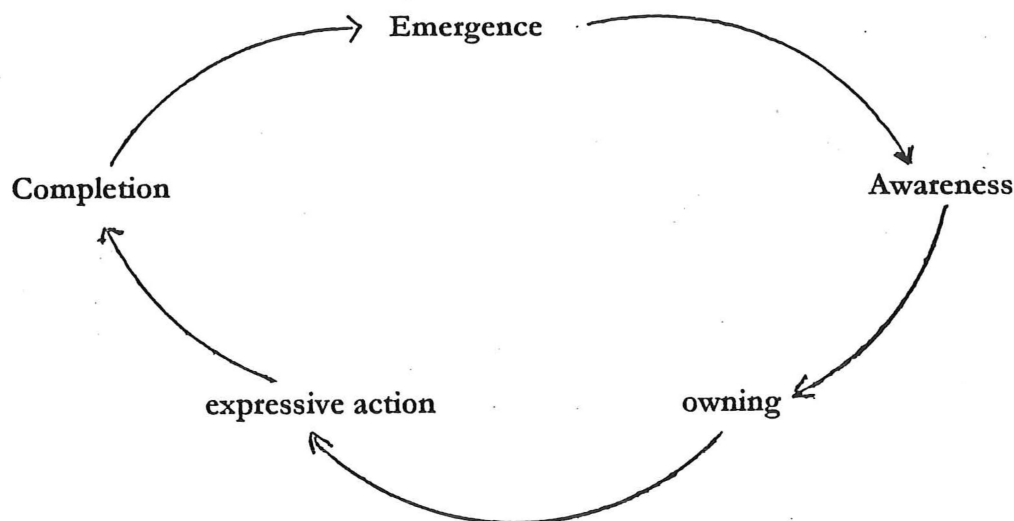 Emergence
Completion
Awareness
expressive action
owning